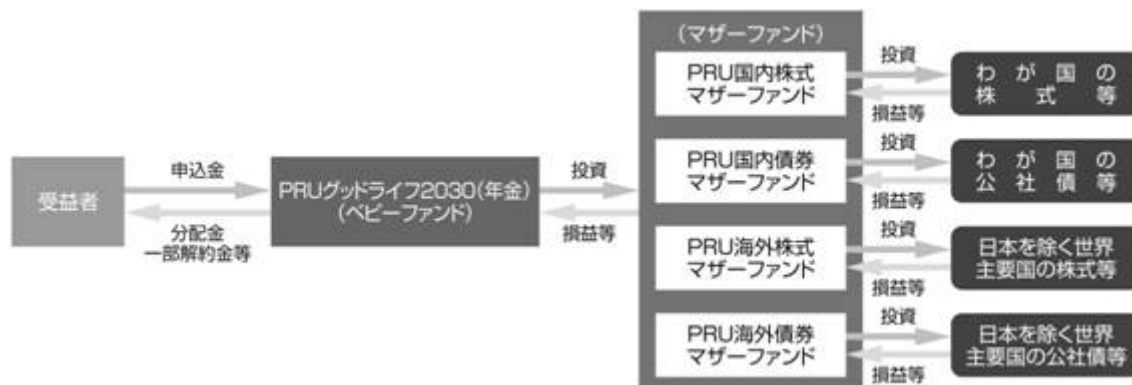 受益者
申込金
分配金
一部解約金等
PRUグッドライフ2030(年金)
(ベビーファンド)
投資
損益等
(マザーファンド)
PRU国内株式
マザーファンド
投資
損益等
わが国の
株式等
PRU国内債券
マザーファンド
投資
損益等
わが国の
公社債等
PRU海外株式
マザーファンド
投資
損益等
日本を除く世界
主要国の株式等
PRU海外債券
マザーファンド
投資
損益等
日本を除く世界
主要国の公社債等